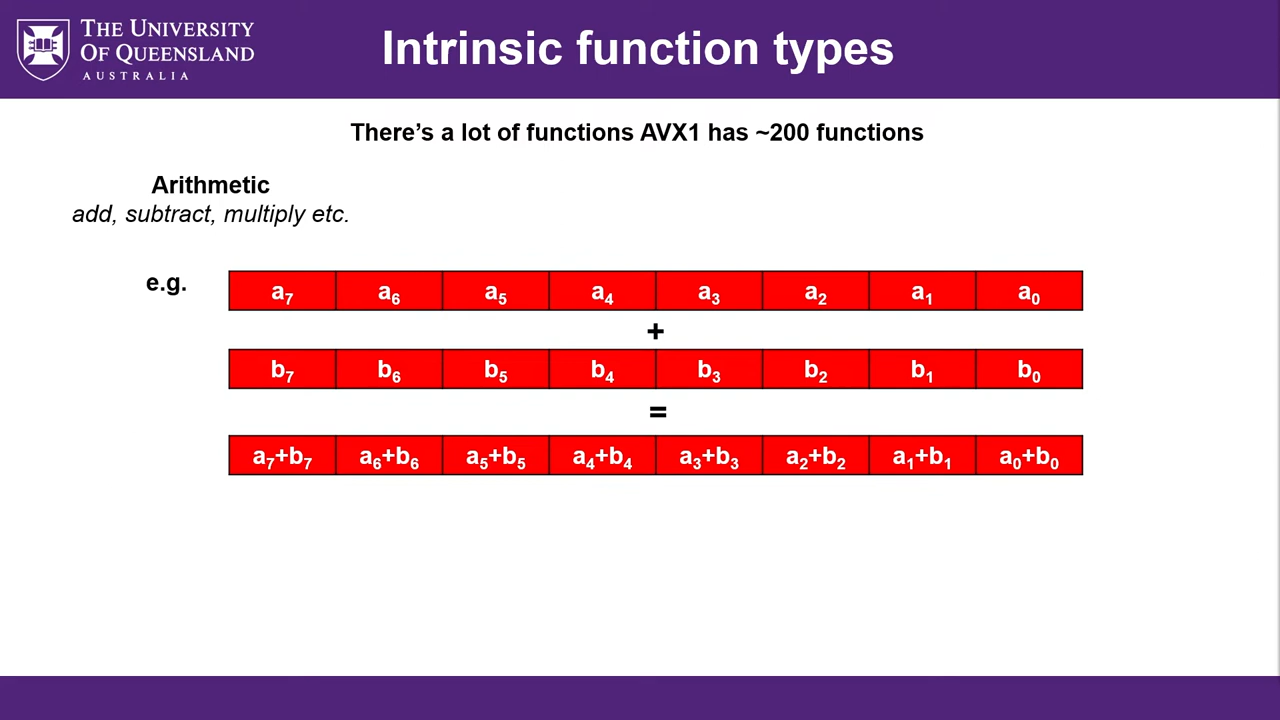 THE UNIVERSITY
OF QUEENSLAND
AUSTRALIA
Intrinsic function types
There's a lot of functions AVX1 has ~200 functions
Arithmetic
add, subtract, multiply etc.
e.g.
a₇ a₆ a₅ a₄ a₃ a₂ a₁ a₀
+
b₇ b₆ b₅ b₄ b₃ b₂ b₁ b₀
=
a₇+b₇ a₆+b₆ a₅+b₅ a₄+b₄ a₃+b₃ a₂+b₂ a₁+b₁ a₀+b₀